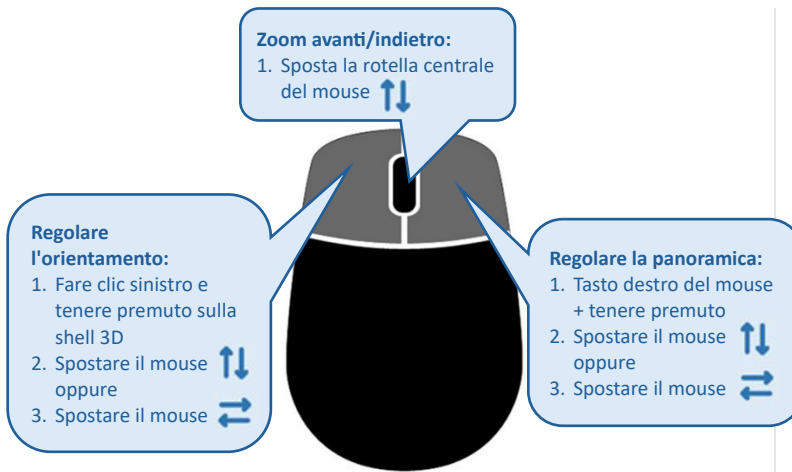 Zoom avanti/indietro:
1. Sposta la rotella centrale
del mouse
Regolare
l'orientamento:
1. Fare clic sinistro e
tenere premuto sulla
shell 3D
2. Spostare il mouse
oppure
3. Spostare il mouse
Regolare la panoramica:
1. Tasto destro del mouse
+ tenere premuto
2. Spostare il mouse
oppure
3. Spostare il mouse